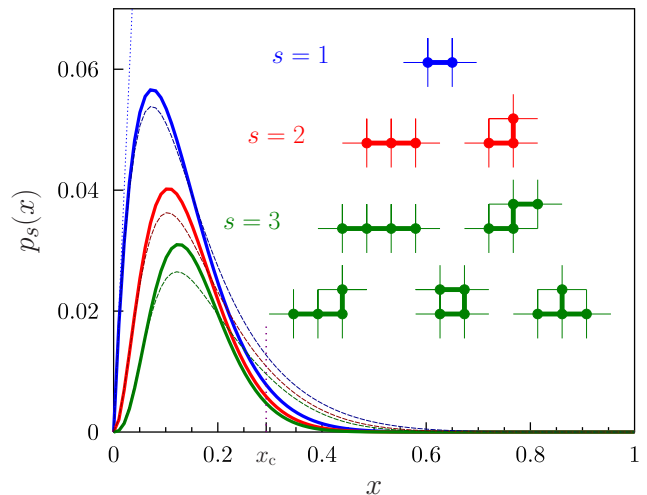 0.06
0.04
0.02
0
p_s(x)
s = 1
s = 2
s = 3
0 0.2 x_c 0.4 0.6 0.8 1
x